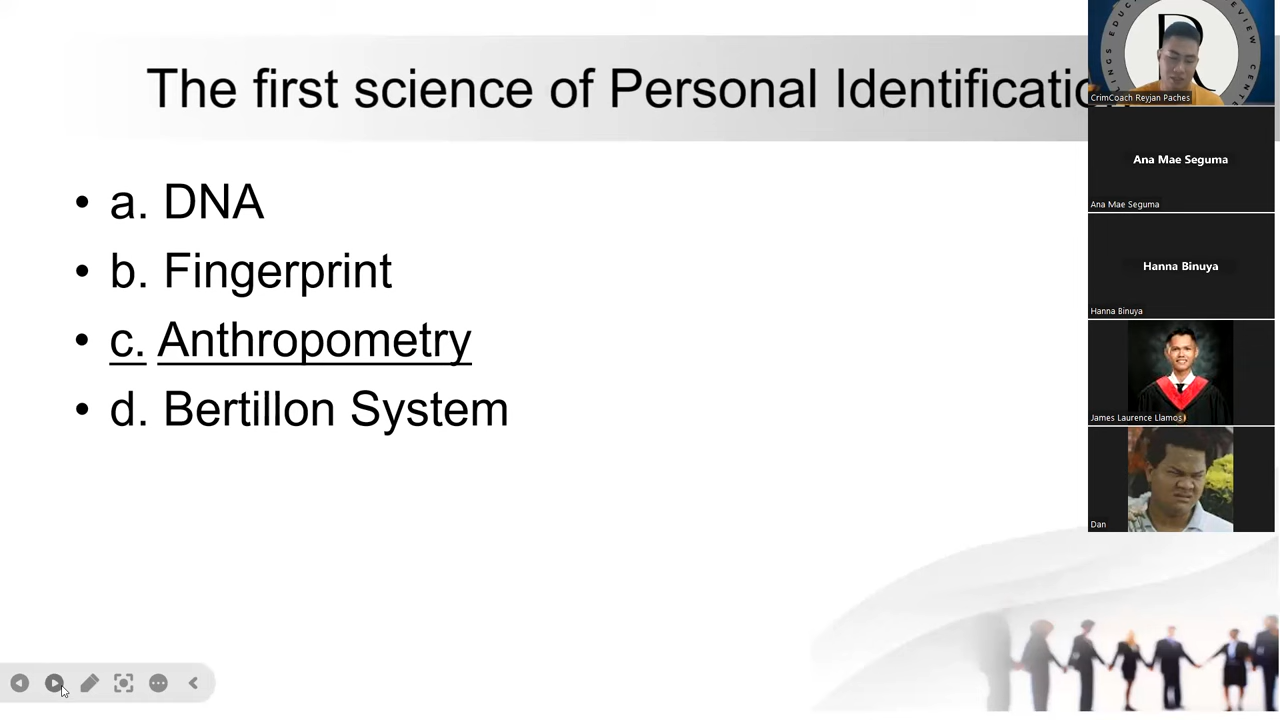 The first science of Personal Identificatio
• a. DNA
• b. Fingerprint
• c. Anthropometry
• d. Bertillon System
CrimCoach Reyjan Paches
Ana Mae Seguma
Ana Mae Seguma
Hanna Binuya
Hanna Binuya
James Laurence Llamos
Dan